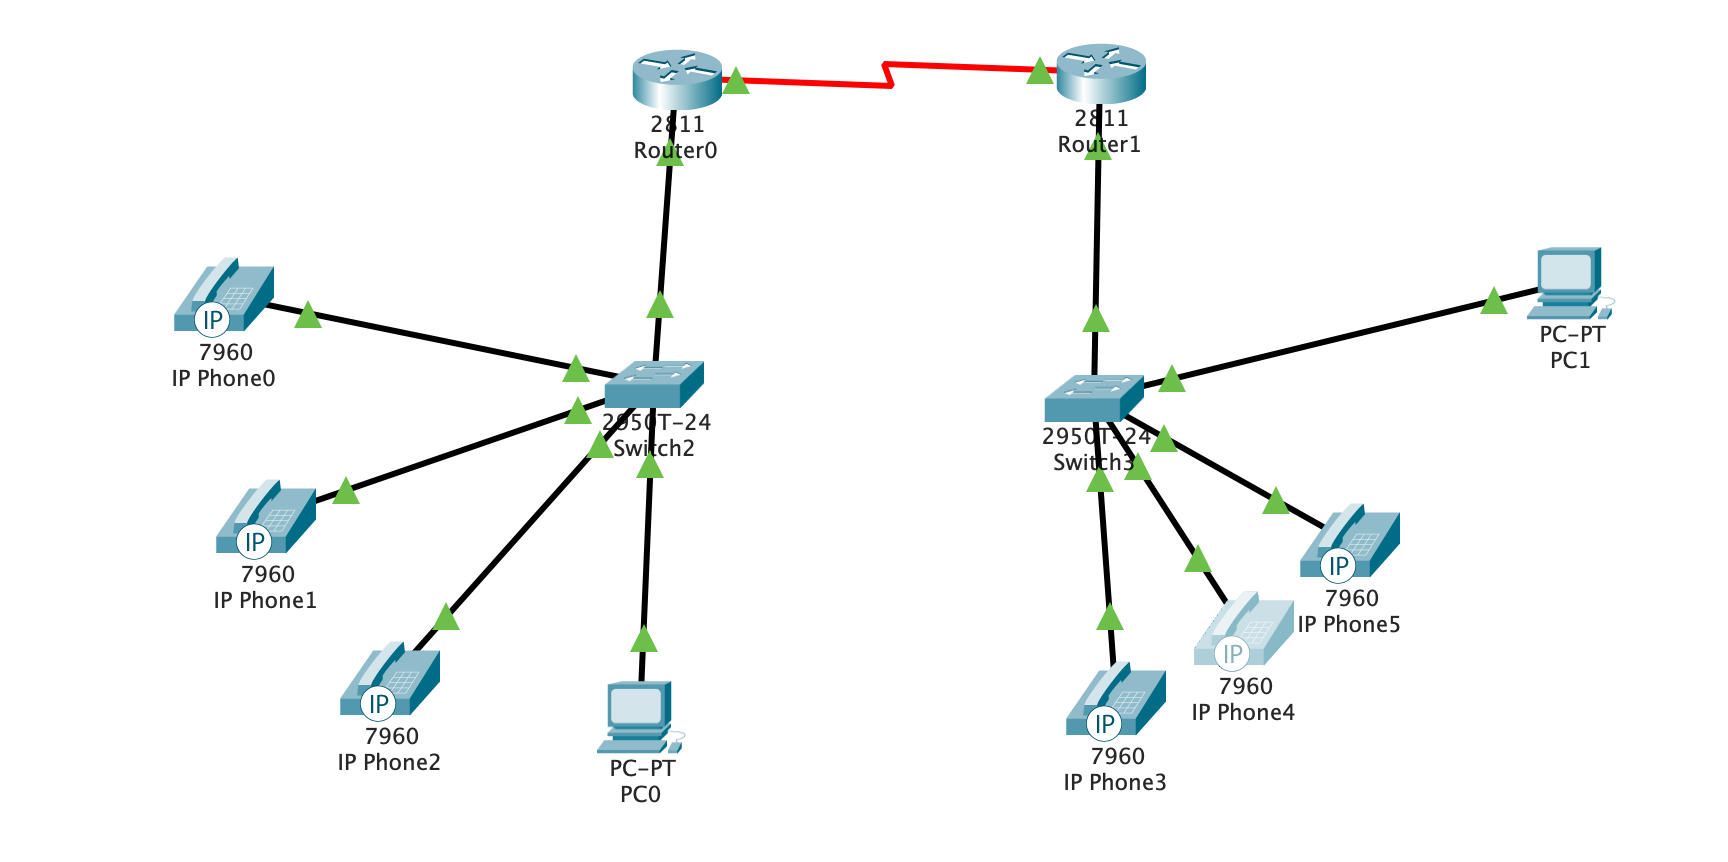 2811
Router0
2811
Router1
IP
7960
IP Phone0
PC-PT
PC1
2950T-24
Switch2
2950T-24
Switch3
IP
7960
IP Phone1
IP
7960
IP Phone5
IP
7960
IP Phone4
IP
7960
IP Phone2
IP
7960
IP Phone3
PC-PT
PC0